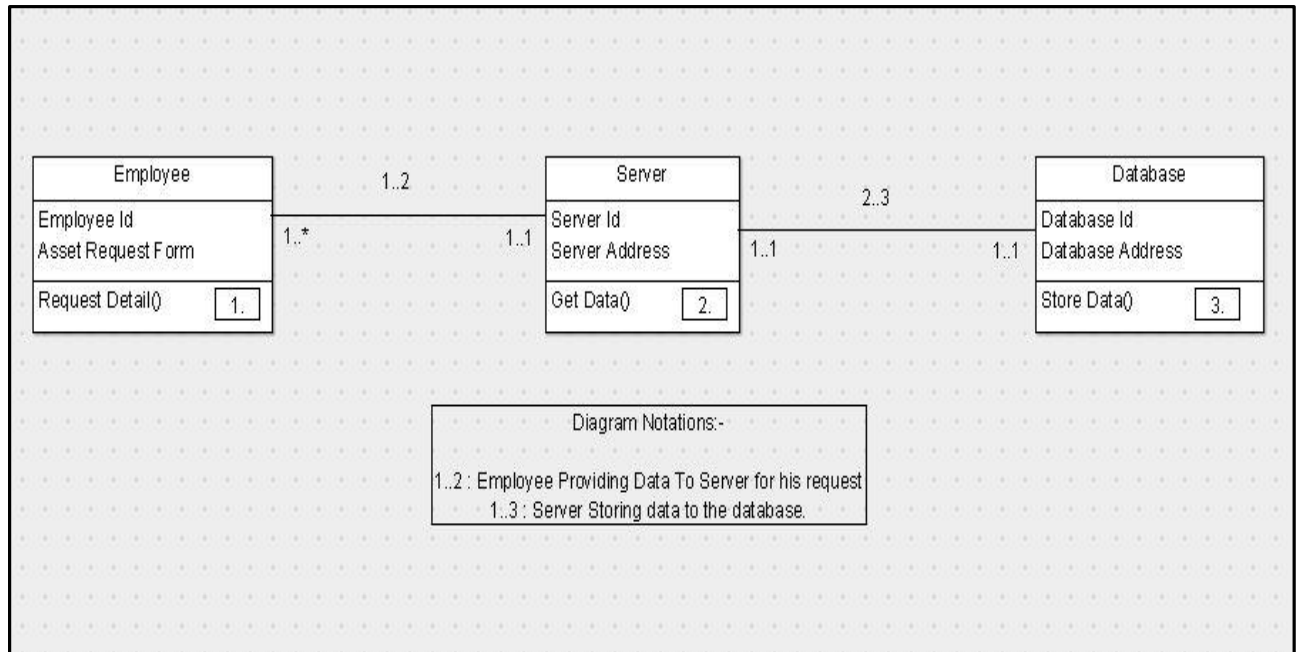 Employee
Employee Id
Asset Request Form
Request Detail()
1.
1..2
1..*
1..1
Server
Server Id
Server Address
Get Data()
2.
2..3
1..1
1..1
Database
Database Id
Database Address
Store Data()
3.
Diagram Notations:-
1..2 : Employee Providing Data To Server for his request
1..3 : Server Storing data to the database.